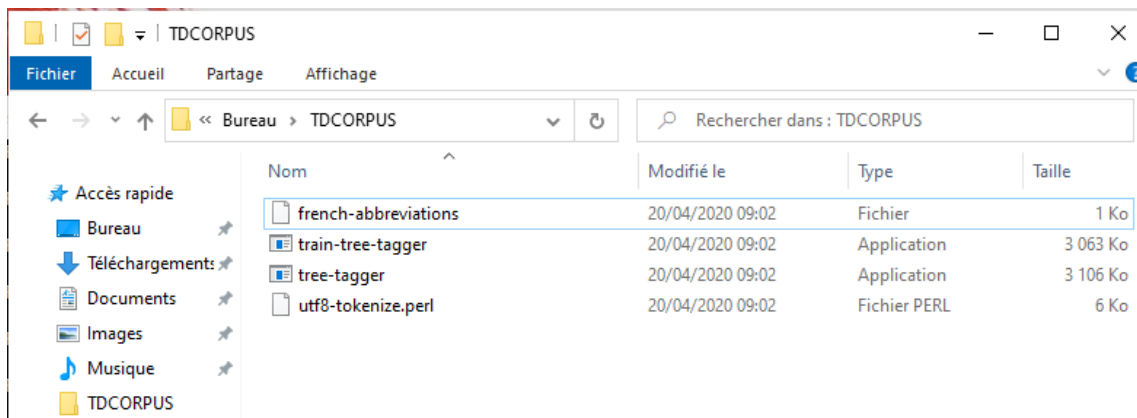 TDCORPUS
Fichier Accueil Partage Affichage
« Bureau > TDCORPUS Rechercher dans : TDCORPUS
Nom Modifié le Type Taille
Accès rapide
french-abbreviations 20/04/2020 09:02 Fichier 1 Ko
Bureau
train-tree-tagger 20/04/2020 09:02 Application 3 063 Ko
Téléchargements
tree-tagger 20/04/2020 09:02 Application 3 106 Ko
Documents
utf8-tokenize.perl 20/04/2020 09:02 Fichier PERL 6 Ko
Images
Musique
TDCORPUS